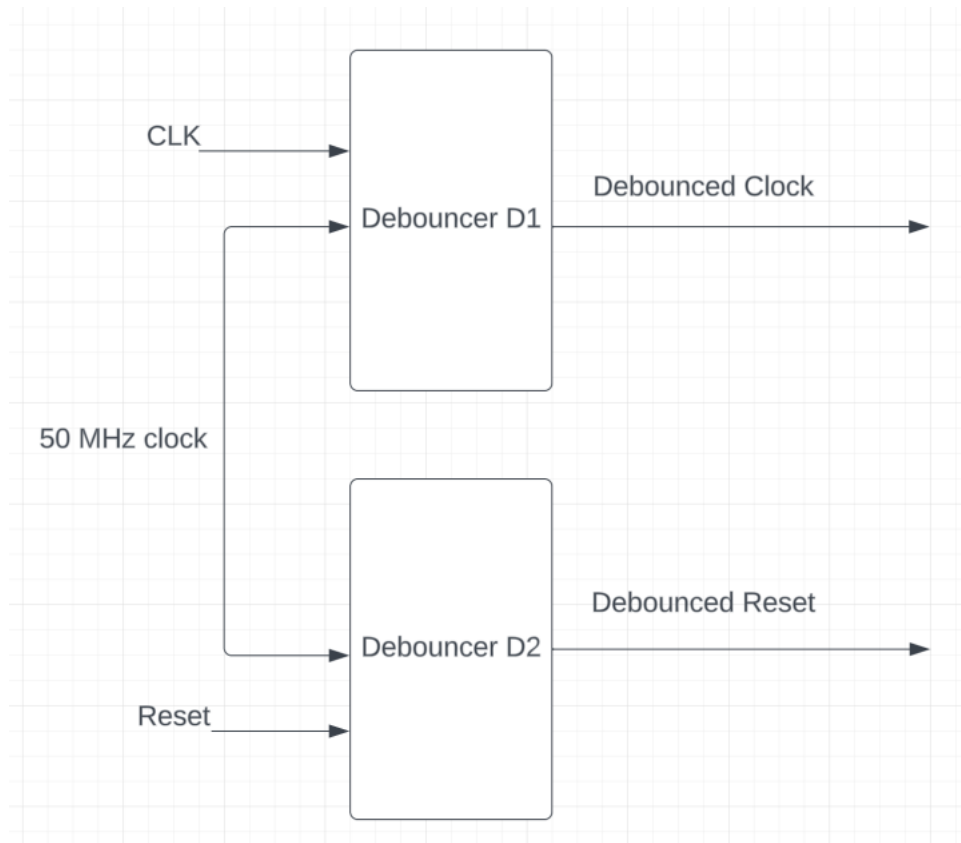 CLK
Debounced Clock
Debouncer D1
50 MHz clock
Debounced Reset
Debouncer D2
Reset